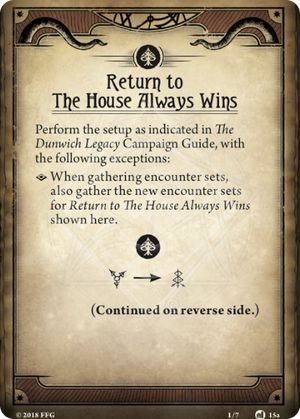 Return to
The House Always Wins
Perform the setup as indicated in The
Dunwich Legacy Campaign Guide, with
the following exceptions:
When gathering encounter sets,
also gather the new encounter sets
for Return to The House Always Wins
shown here.
(Continued on reverse side.)
© 2018 FFG
1/7
15a